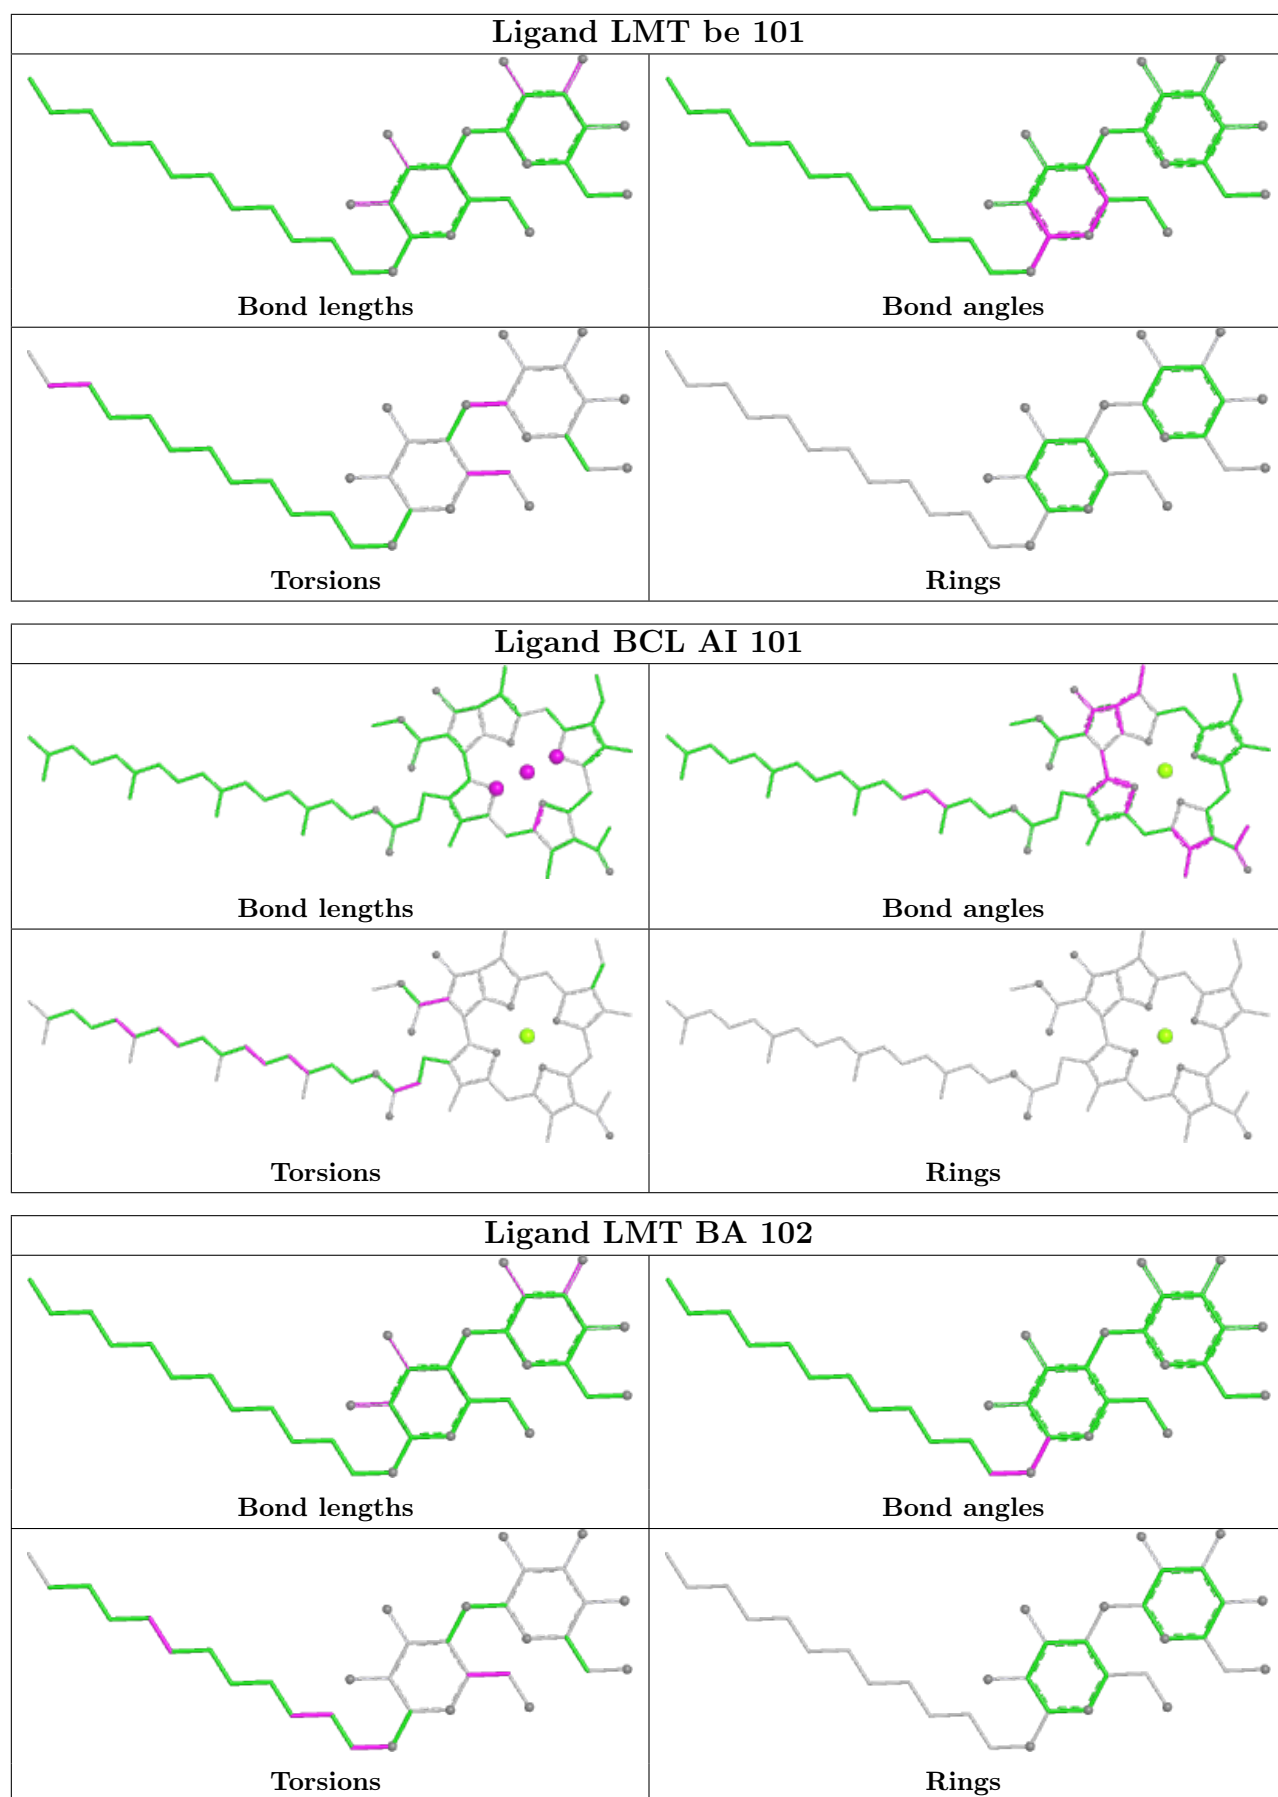 Ligand LMT be 101
Bond lengths
Bond angles
Torsions
Rings
Ligand BCL AI 101
Bond lengths
Bond angles
Torsions
Rings
Ligand LMT BA 102
Bond lengths
Bond angles
Torsions
Rings